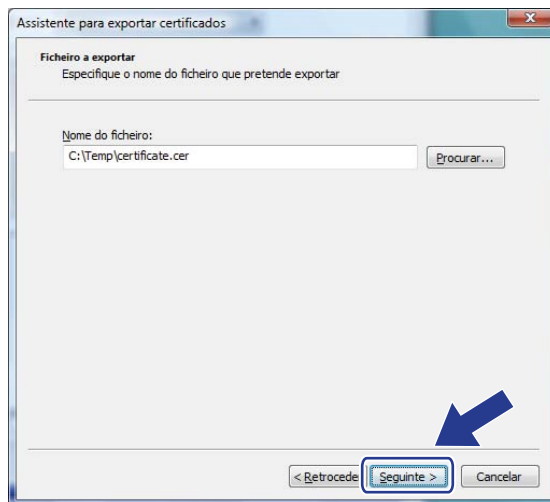 Assistente para exportar certificados
Ficheiro a exportar
Especifique o nome do ficheiro que pretende exportar
Nome do ficheiro:
C:\Temp\certificate.cer
Procurar...
< Retrocede
Seguinte >
Cancelar